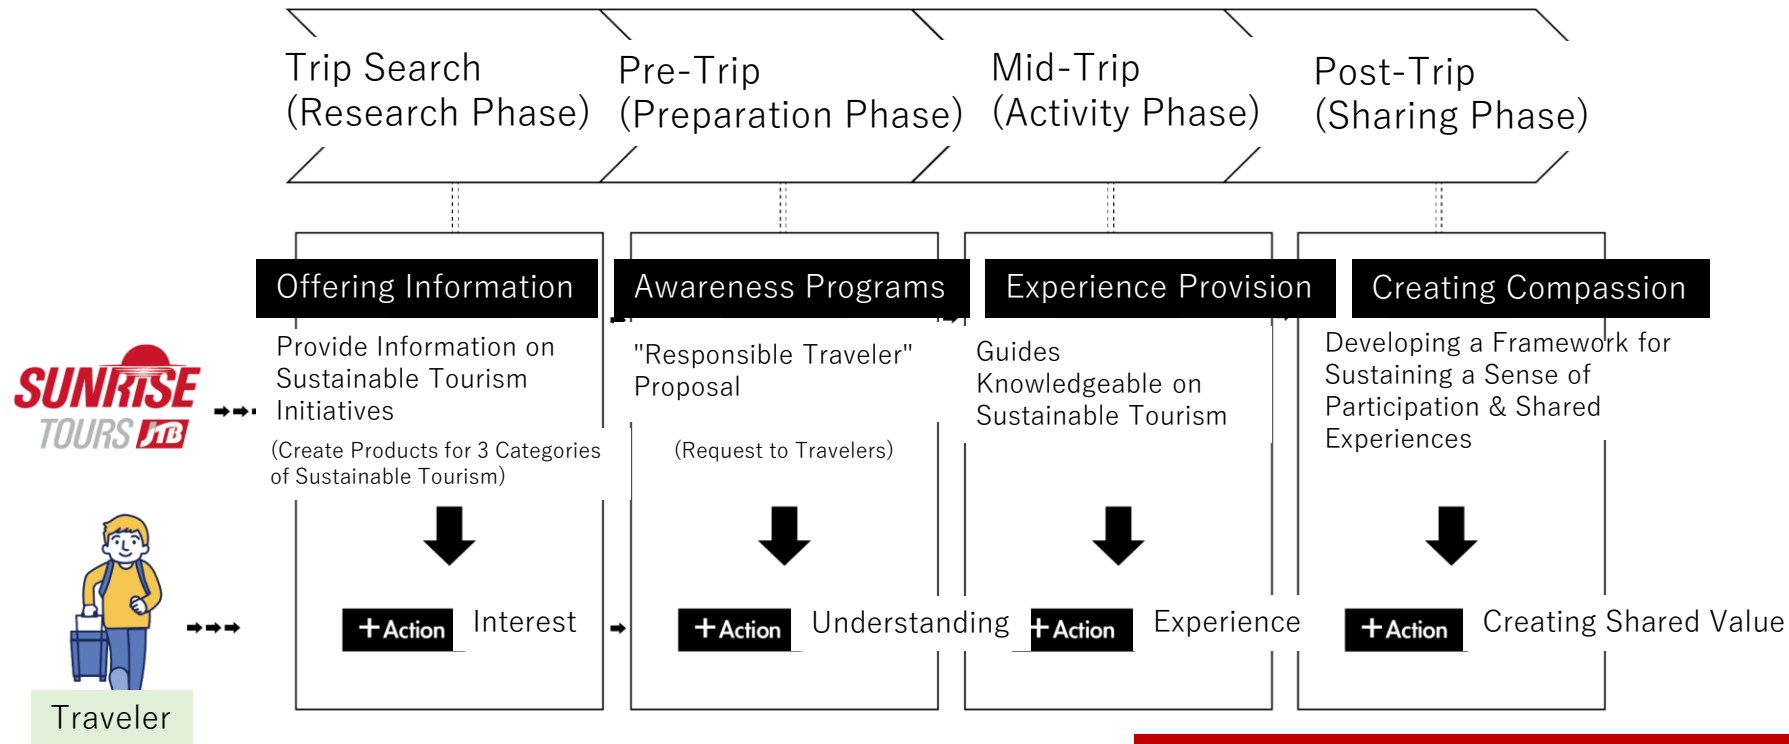 Trip Search
(Research Phase)
Pre-Trip
(Preparation Phase)
Mid-Trip
(Activity Phase)
Post-Trip
(Sharing Phase)
Offering Information
Awareness Programs
Experience Provision
Creating Compassion
Provide Information on
Sustainable Tourism
Initiatives
(Create Products for 3 Categories
of Sustainable Tourism)
"Responsible Traveler"
Proposal
(Request to Travelers)
Guides
Knowledgeable on
Sustainable Tourism
Developing a Framework for
Sustaining a Sense of
Participation & Shared
Experiences
SUNRISE
TOURS JTB
+Action Interest
+Action Understanding
+Action Experience
+Action Creating Shared Value
Traveler